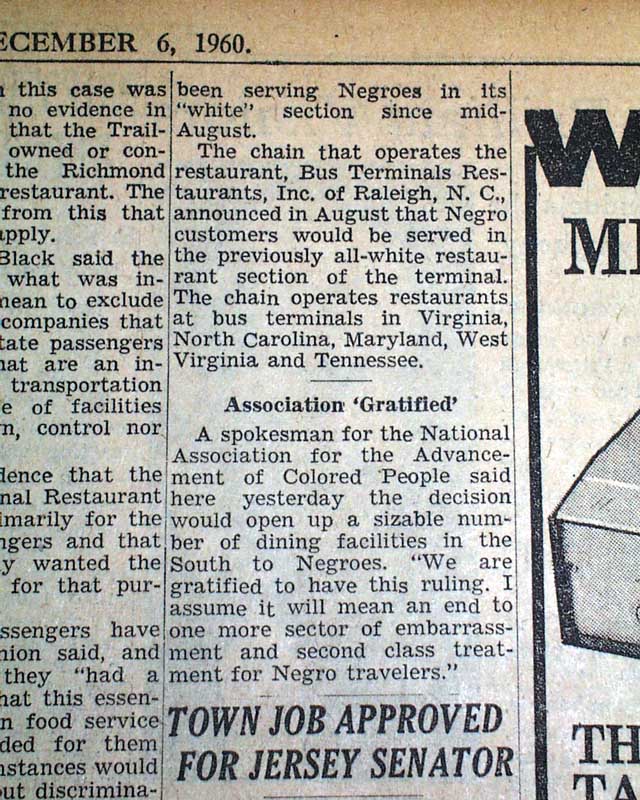 DECEMBER 6, 1960.
this case was
no evidence in
that the Trail-
owned or con-
the Richmond
restaurant. The
from this that
apply.
Black said the
what was in-
mean to exclude
companies that
state passengers
that are an in-
transportation
of facilities
control nor
dence that the
nal Restaurant
imarily for the
ngers and that
wanted the
for that pur-
ssengers have
nion said, and
they "had a
that this essen-
food service
ded for them
mstances would
out discrimina-
been serving Negroes in its
"white" section since mid-
August.
The chain that operates the
restaurant, Bus Terminals Res-
taurants, Inc. of Raleigh, N. C.,
announced in August that Negro
customers would be served in
the previously all-white restau-
rant section of the terminal.
The chain operates restaurants
at bus terminals in Virginia,
North Carolina, Maryland, West
Virginia and Tennessee.
Association 'Gratified'
A spokesman for the National
Association for the Advance-
ment of Colored People said
here yesterday the decision
would open up a sizable num-
ber of dining facilities in the
South to Negroes. "We are
gratified to have this ruling. I
assume it will mean an end to
one more sector of embarrass-
ment and second class treat-
ment for Negro travelers."
TOWN JOB APPROVED
FOR JERSEY SENATOR
W
TH
TA